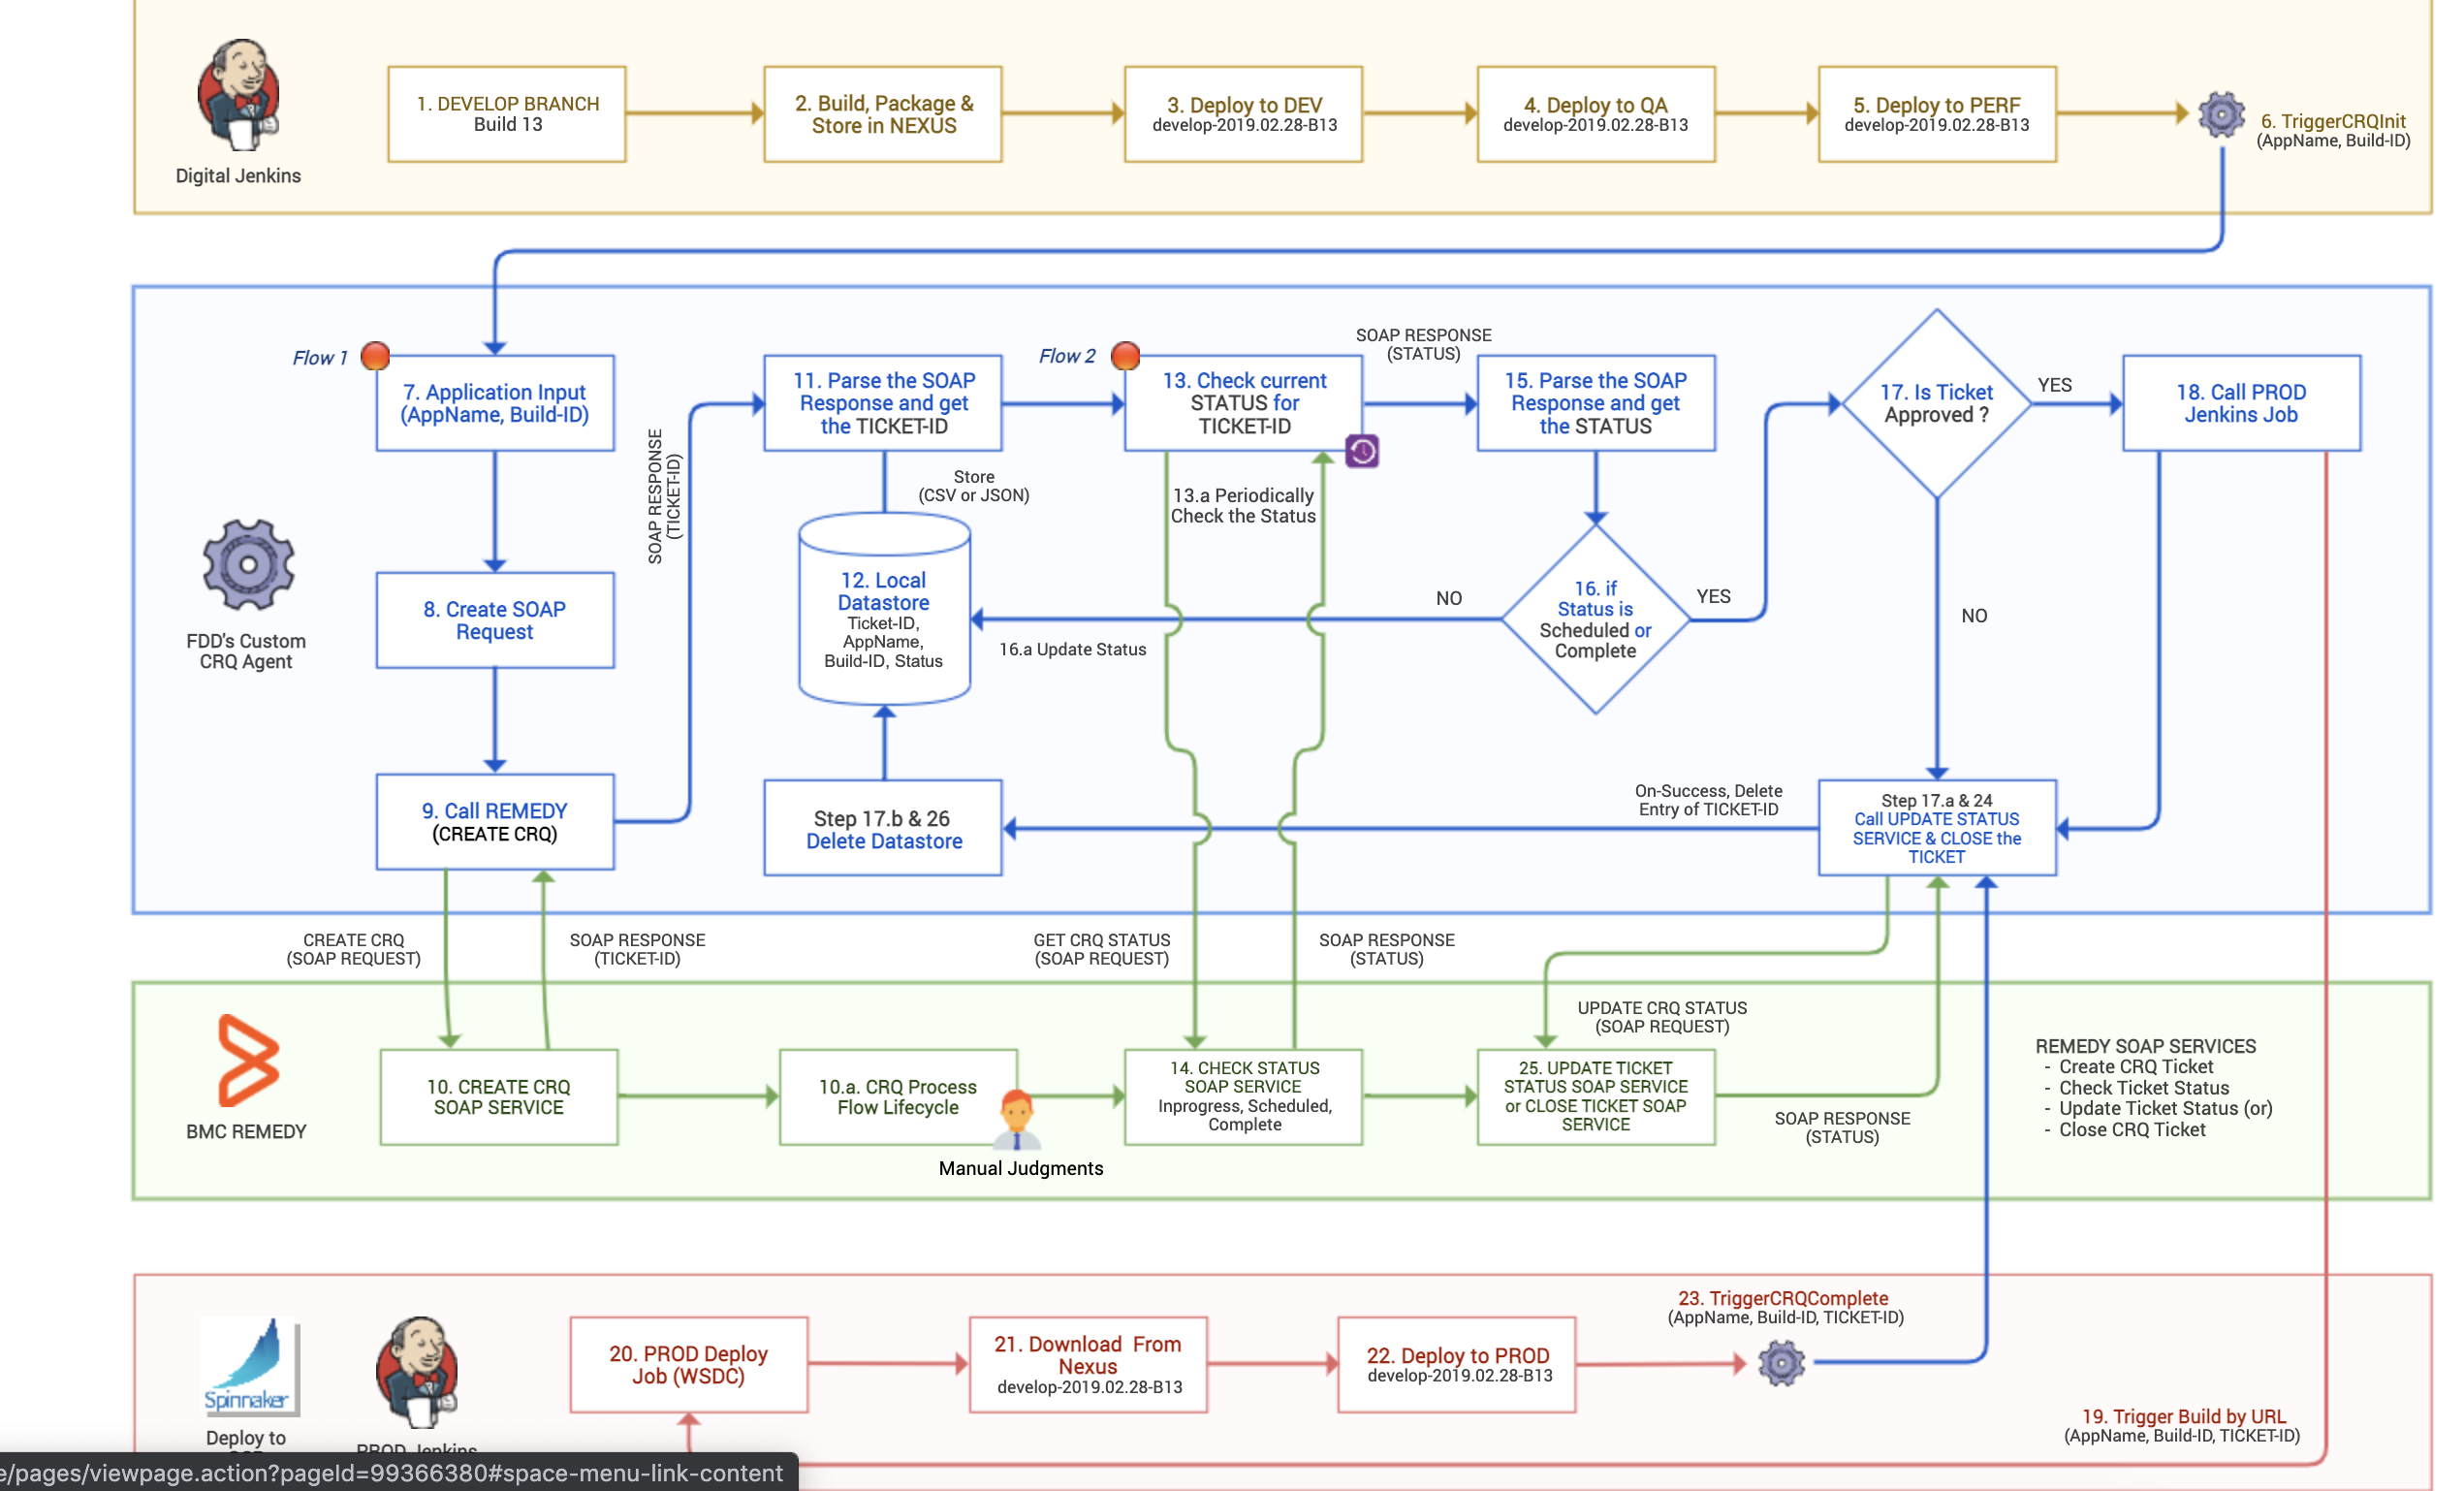 Digital Jenkins
1. DEVELOP BRANCH
Build 13
2. Build, Package &
Store in NEXUS
3. Deploy to DEV
develop-2019.02.28-B13
4. Deploy to QA
develop-2019.02.28-B13
5. Deploy to PERF
develop-2019.02.28-B13
6. TriggerCRQInit
(AppName, Build-ID)
FDD's Custom
CRQ Agent
Flow 1
7. Application Input
(AppName, Build-ID)
8. Create SOAP
Request
9. Call REMEDY
(CREATE CRQ)
SOAP RESPONSE
(TICKET-ID)
11. Parse the SOAP
Response and get
the TICKET-ID
Store
(CSV or JSON)
12. Local
Datastore
Ticket-ID,
AppName,
Build-ID, Status
Step 17.b & 26
Delete Datastore
Flow 2
13. Check current
STATUS for
TICKET-ID
13.a Periodically
Check the Status
SOAP RESPONSE
(STATUS)
15. Parse the SOAP
Response and get
the STATUS
16. if
Status is
Scheduled or
Complete
NO
16.a Update Status
YES
17. Is Ticket
Approved ?
YES
NO
18. Call PROD
Jenkins Job
On-Success, Delete
Entry of TICKET-ID
Step 17.a & 24
Call UPDATE STATUS
SERVICE & CLOSE the
TICKET
CREATE CRQ
(SOAP REQUEST)
SOAP RESPONSE
(TICKET-ID)
GET CRQ STATUS
(SOAP REQUEST)
SOAP RESPONSE
(STATUS)
UPDATE CRQ STATUS
(SOAP REQUEST)
BMC REMEDY
10. CREATE CRQ
SOAP SERVICE
10.a. CRQ Process
Flow Lifecycle
Manual Judgments
14. CHECK STATUS
SOAP SERVICE
Inprogress, Scheduled,
Complete
25. UPDATE TICKET
STATUS SOAP SERVICE
or CLOSE TICKET SOAP
SERVICE
SOAP RESPONSE
(STATUS)
REMEDY SOAP SERVICES
- Create CRQ Ticket
- Check Ticket Status
- Update Ticket Status (or)
- Close CRQ Ticket
Spinnaker
Deploy to
PROD Jenkins
20. PROD Deploy
Job (WSDC)
21. Download From
Nexus
develop-2019.02.28-B13
22. Deploy to PROD
develop-2019.02.28-B13
23. TriggerCRQComplete
(AppName, Build-ID, TICKET-ID)
19. Trigger Build by URL
(AppName, Build-ID, TICKET-ID)
e/pages/viewpage.action?pageId=99366380#space-menu-link-content